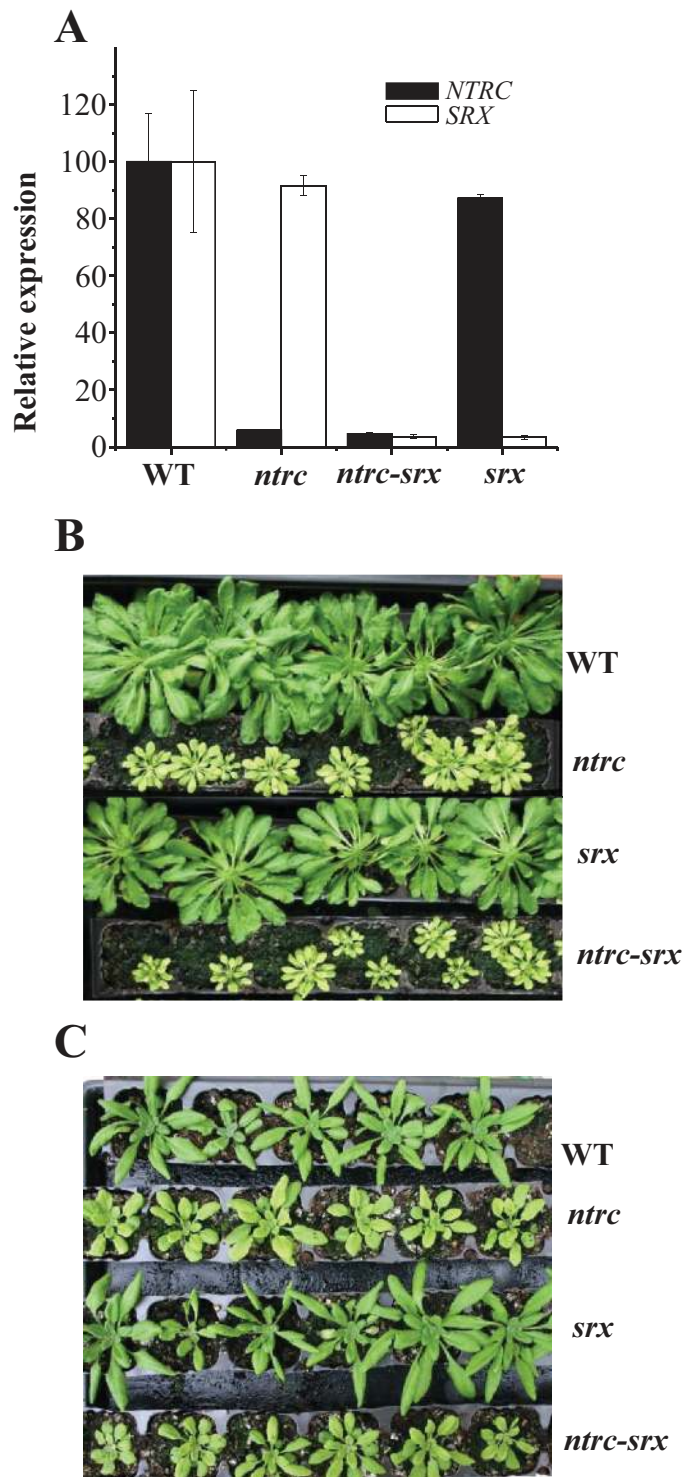 A
NTRC
SRX
Relative expression
120
100
80
60
40
20
0
WT ntrc ntrc-srx srx
B
WT
ntrc
srx
ntrc-srx
C
WT
ntrc
srx
ntrc-srx